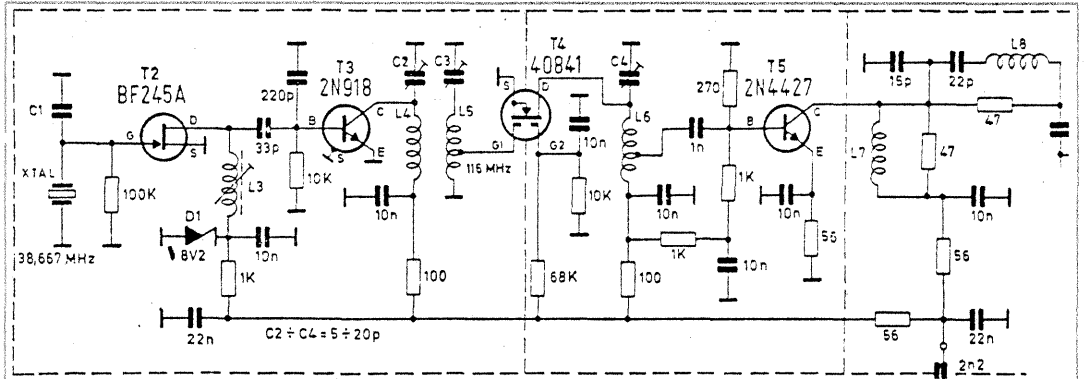 T2
BF245A
T3
2N918
T4
40841
T5
2N4427
C1
G
D
S
XTAL
38,667 MHz
100K
33p
L3
D1
8V2
10n
1K
22n
220p
10K
B
C
E
S
C2
L4
10n
100
C3
L5
116 MHz
C2÷C4=5÷20p
S
D
G1
G2
10n
10K
68K
C4
L6
1n
10n
1K
100
270
1K
10n
B
C
E
10n
56
L7
15p
22p
L8
47
47
10n
56
56
22n
2n2